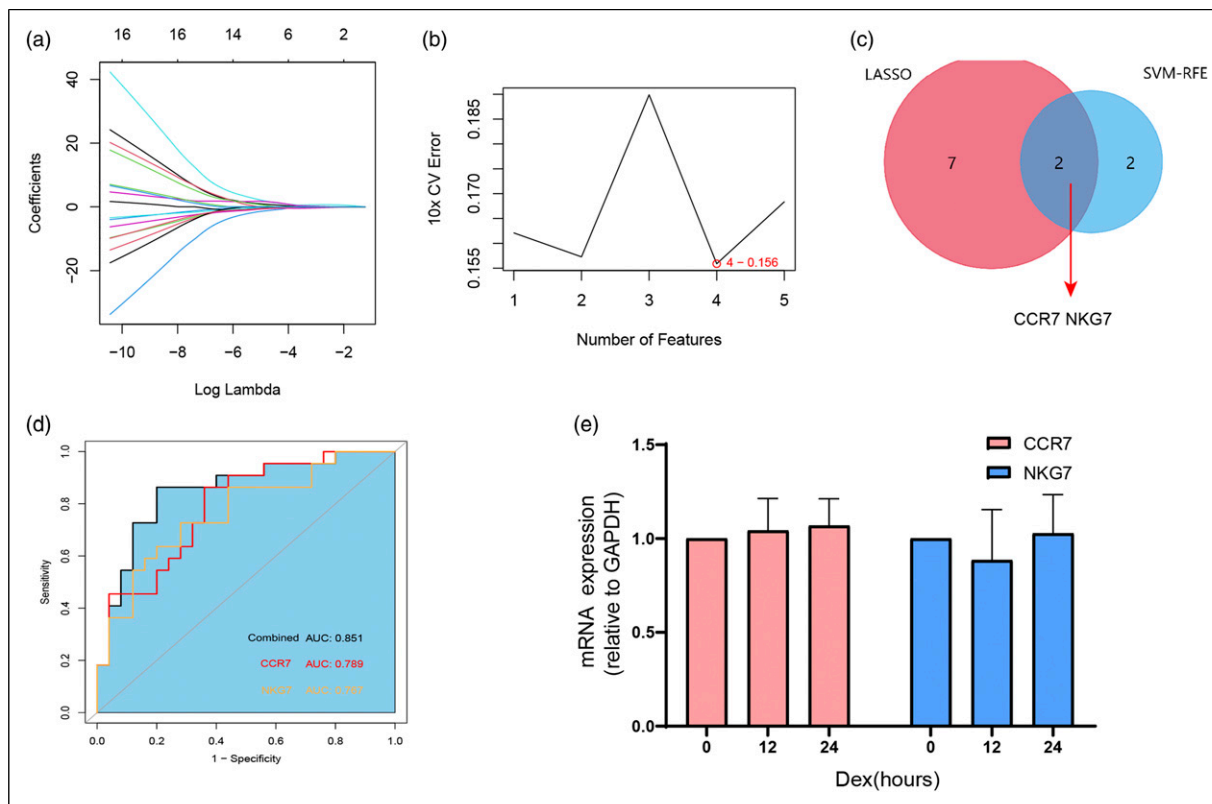 (a)
16 16 14 6 2
Coefficients
40
20
0
−20
−10 −8 −6 −4 −2
Log Lambda
(b)
10x CV Error
0.185
0.170
0.155
4 − 0.156
1 2 3 4 5
Number of Features
(c)
LASSO
SVM-RFE
7 2 2
CCR7 NKG7
(d)
Sensitivity
1.0
0.8
0.6
0.4
0.2
0.0
Combined AUC: 0.851
CCR7 AUC: 0.789
NKG7 AUC:
0.0 0.2 0.4 0.6 0.8 1.0
1 - Specificity
(e)
CCR7
NKG7
mRNA expression
(relative to GAPDH)
1.5
1.0
0.5
0.0
0 12 24 0 12 24
Dex(hours)